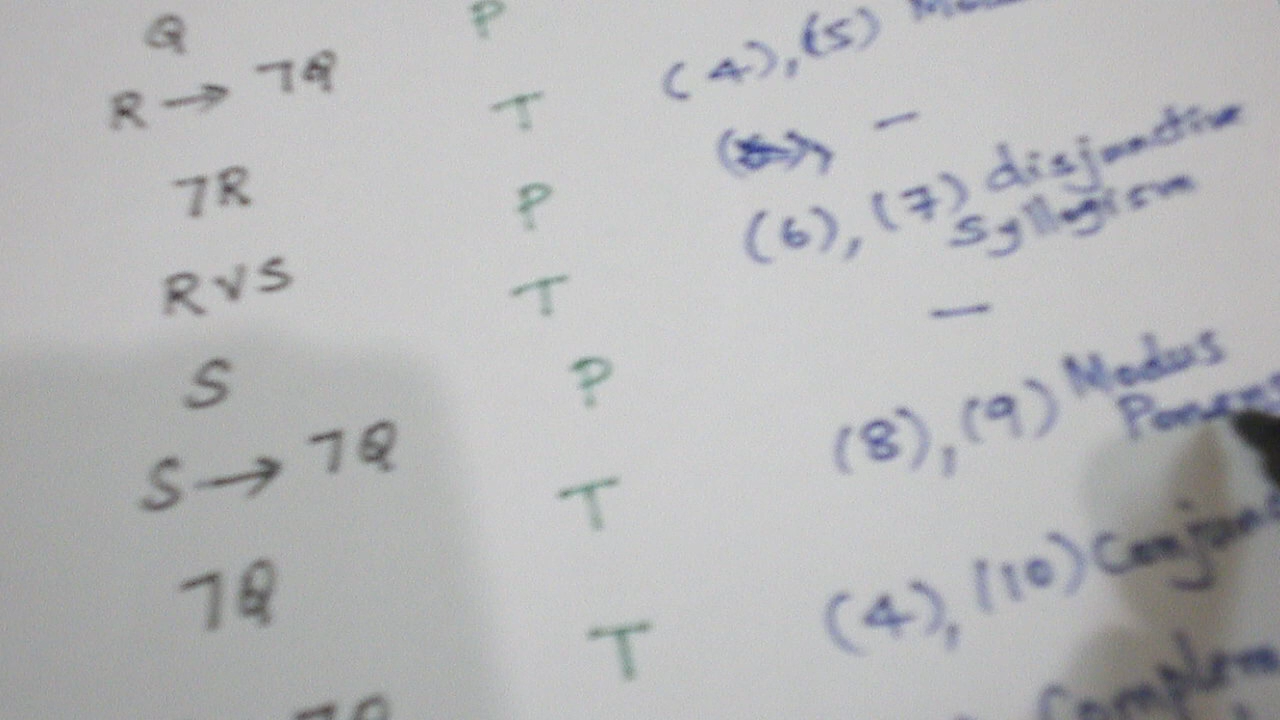 Q P
R → ¬Q (4), (5)
T
¬R –
P (6), (7) disjunctive
syllogism
R ∨ S T
–
S P
S → ¬Q T (8), (9) Modus
¬Q T (4), (10)
¬Q